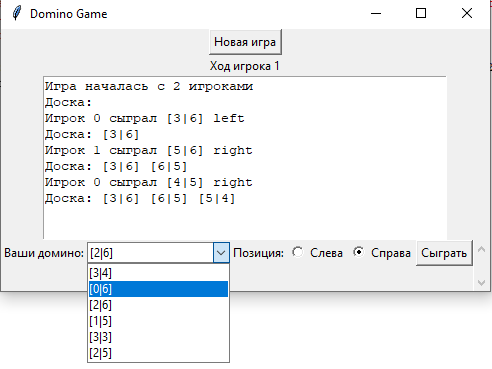 Domino Game
Новая игра
Ход игрока 1
Игра началась с 2 игроками
Доска:
Игрок 0 сыграл [3|6] left
Доска: [3|6]
Игрок 1 сыграл [5|6] right
Доска: [3|6] [6|5]
Игрок 0 сыграл [4|5] right
Доска: [3|6] [6|5] [5|4]
Ваши домино: [2|6] Позиция: Слева Справа Сыграть
[3|4]
[0|6]
[2|6]
[1|5]
[3|3]
[2|5]